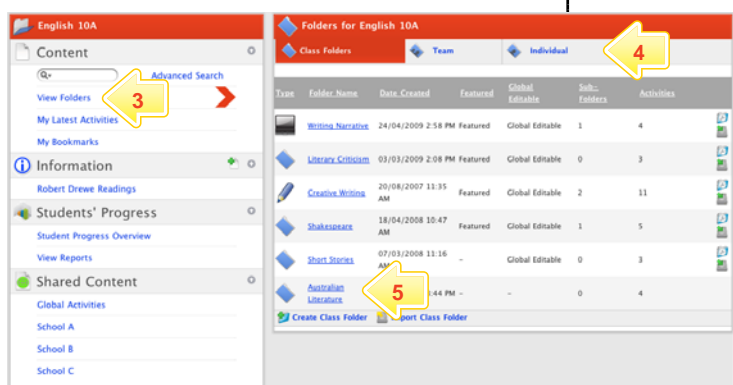 English 10A
Content
Advanced Search
View Folders
3
My Latest Activities
My Bookmarks
Information
Robert Drewe Readings
Students' Progress
Student Progress Overview
View Reports
Shared Content
Global Activities
School A
School B
School C
Folders for English 10A
Class Folders Team Individual
4
Type Folder Name Date Created Featured Global Editable Sub-Folders Activities
Writing Narrative 24/04/2009 2:58 PM Featured Global Editable 1 4
Literary Criticism 03/03/2009 2:08 PM Featured Global Editable 0 3
Creative Writing 20/08/2007 11:35 AM Featured Global Editable 2 11
Shakespeare 18/04/2008 10:47 AM Featured Global Editable 1 5
Short Stories 07/03/2008 11:16 AM - Global Editable 0 3
Australian Literature 5 :44 PM - - 0 4
Create Class Folder Import Class Folder